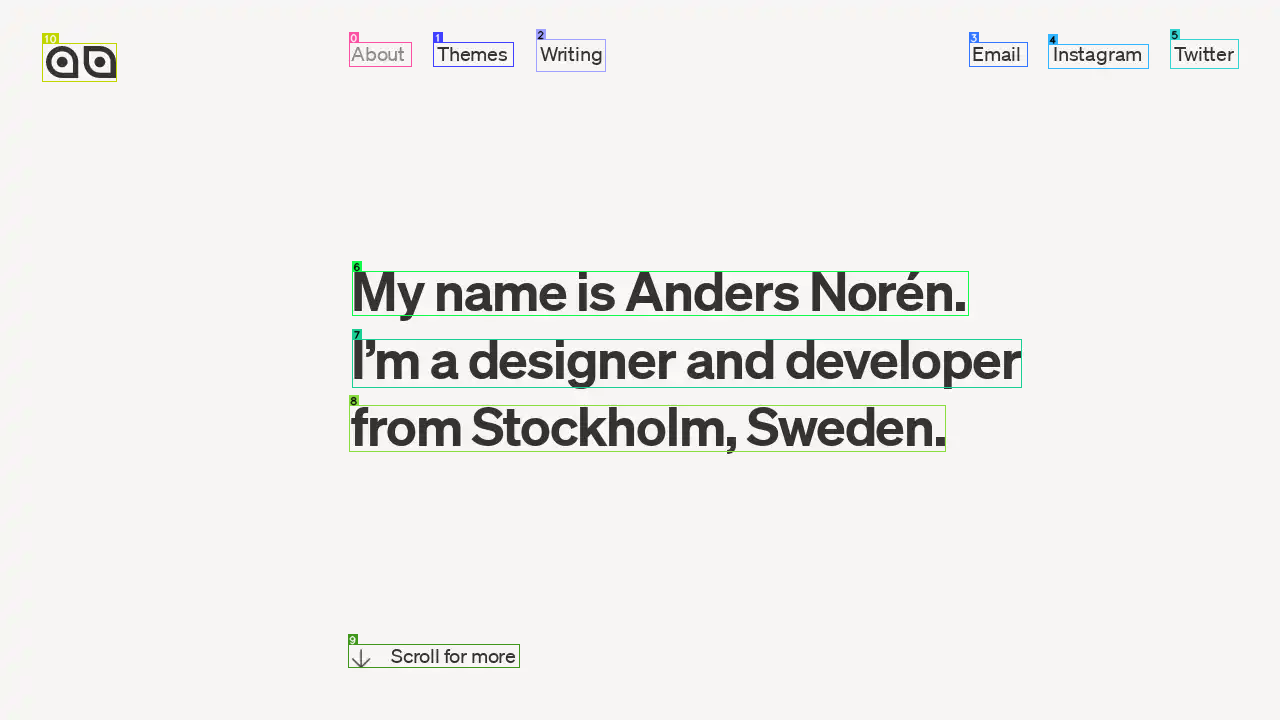 10
0
About
1
Themes
2
Writing
3
Email
4
Instagram
5
Twitter
6
My name is Anders Norén.
7
I’m a designer and developer
8
from Stockholm, Sweden.
9
Scroll for more